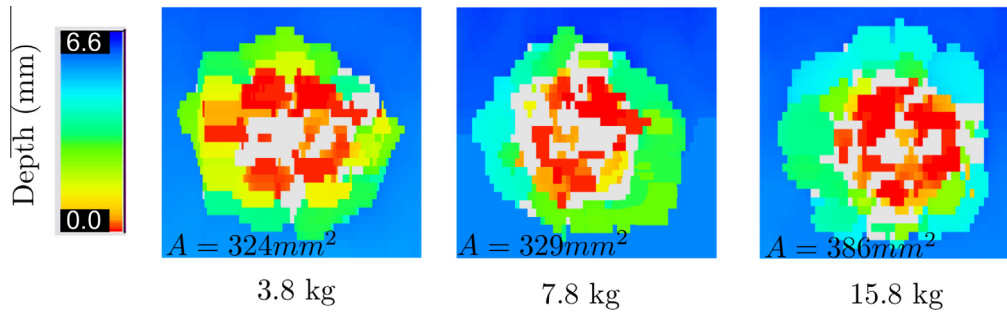 Depth (mm)
6.6
0.0
A = 324mm²
A = 329mm²
A = 386mm²
3.8 kg
7.8 kg
15.8 kg